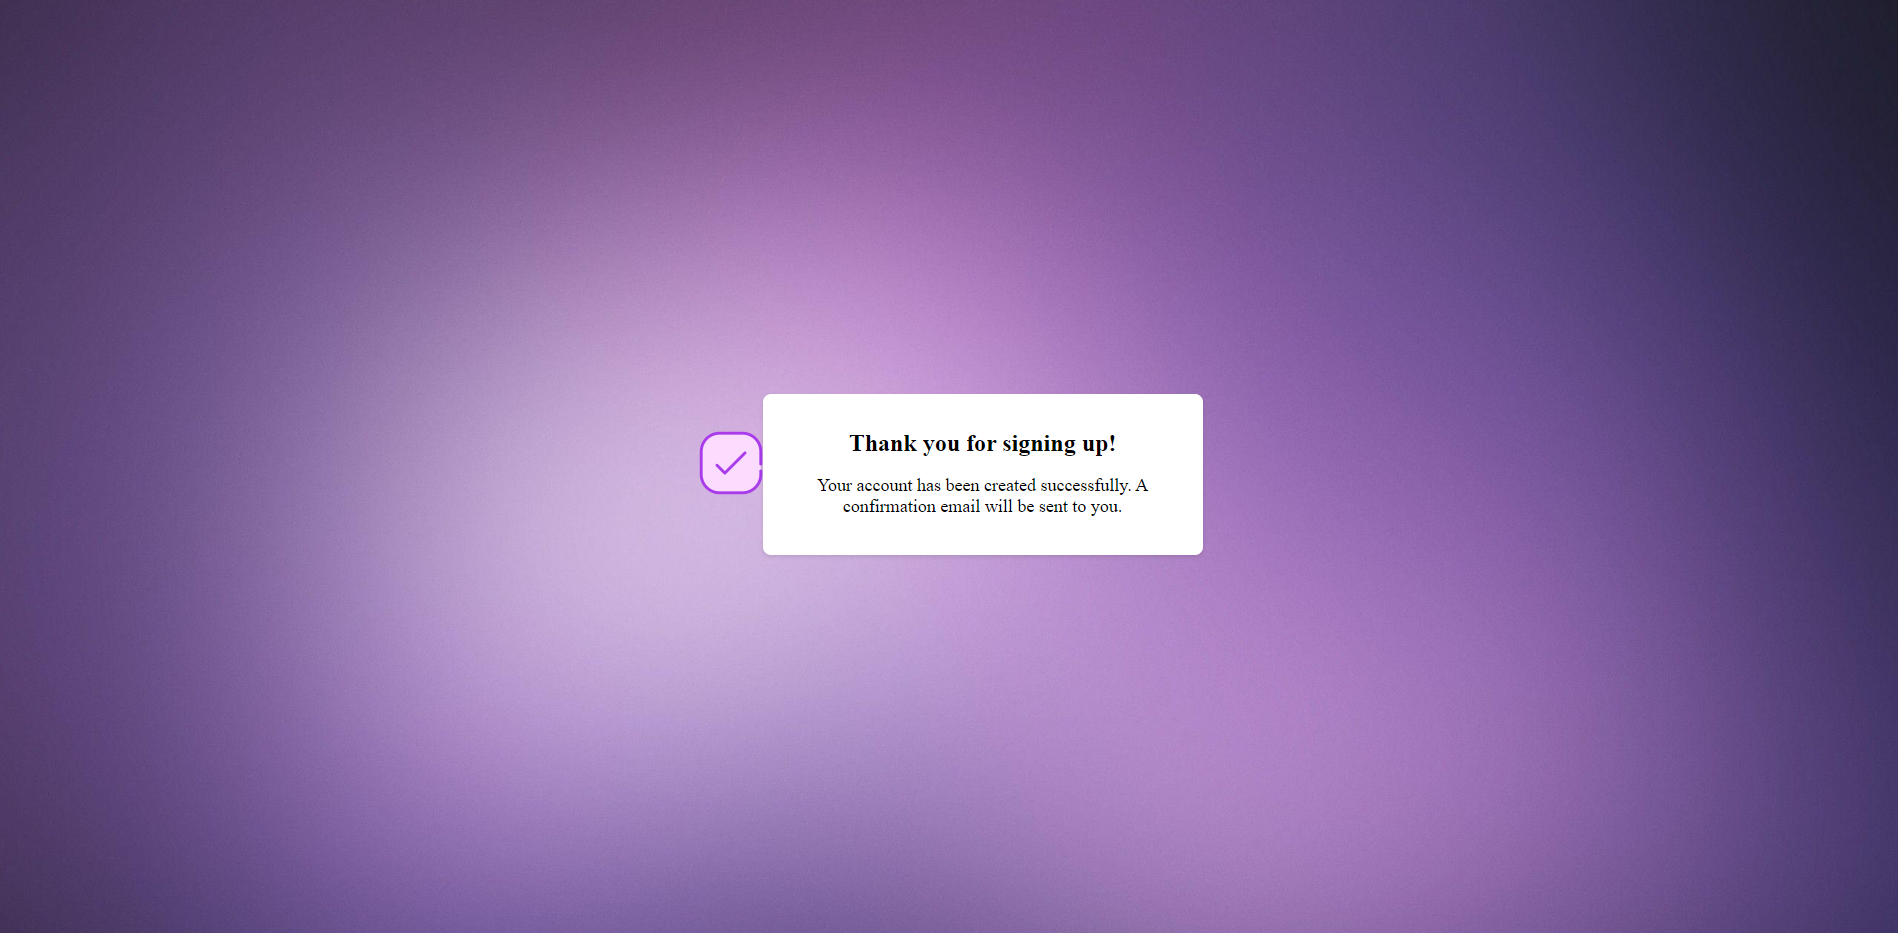 Thank you for signing up!
Your account has been created successfully. A
confirmation email will be sent to you.